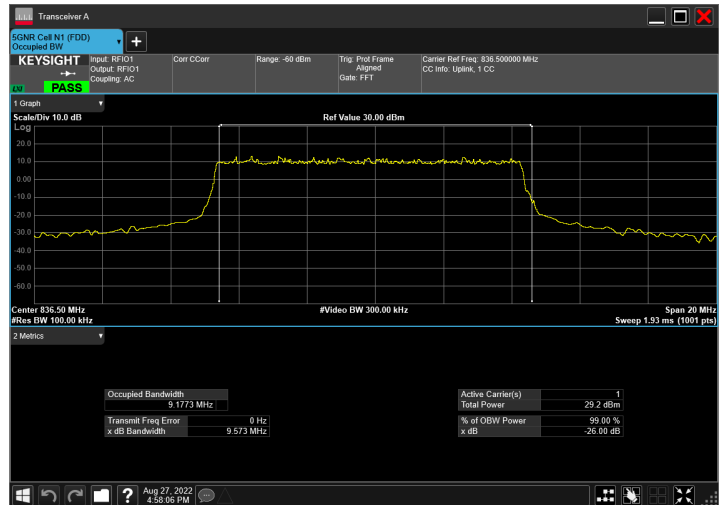 Transceiver A
5GNR Cell N1 (FDD)
Occupied BW
+
KEYSIGHT
LXI
PASS
Input: RFIO1
Output: RFIO1
Coupling: AC
Corr CCorr
Range: -60 dBm
Trig: Prot Frame
Aligned
Gate: FFT
Carrier Ref Freq: 836.500000 MHz
CC Info: Uplink, 1 CC
1 Graph
Scale/Div 10.0 dB
Ref Value 30.00 dBm
Log
20.0
10.0
0.00
-10.0
-20.0
-30.0
-40.0
-50.0
-60.0
Center 836.50 MHz
#Video BW 300.00 kHz
Span 20 MHz
#Res BW 100.00 kHz
Sweep 1.93 ms (1001 pts)
2 Metrics
Occupied Bandwidth
9.1773 MHz
Transmit Freq Error 0 Hz
x dB Bandwidth 9.573 MHz
Active Carrier(s) 1
Total Power 29.2 dBm
% of OBW Power 99.00 %
x dB -26.00 dB
?
Aug 27, 2022
4:58:06 PM